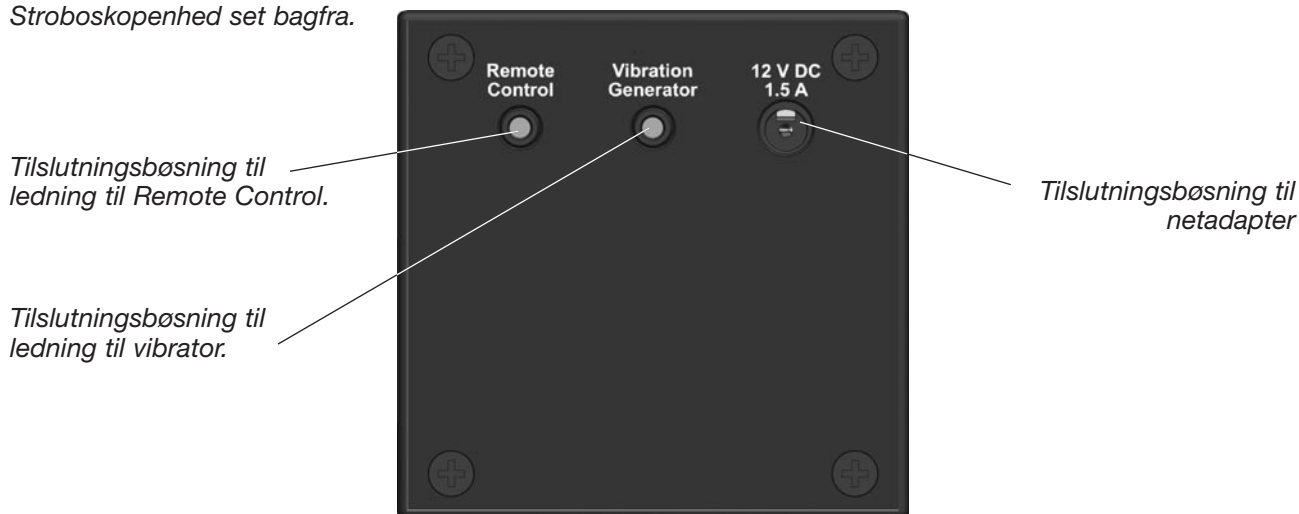 Stroboskopenhed set bagfra.
Remote
Control
Vibration
Generator
12 V DC
1.5 A
Tilslutningsbøsning til
ledning til Remote Control.
Tilslutningsbøsning til
netadapter
Tilslutningsbøsning til
ledning til vibrator.